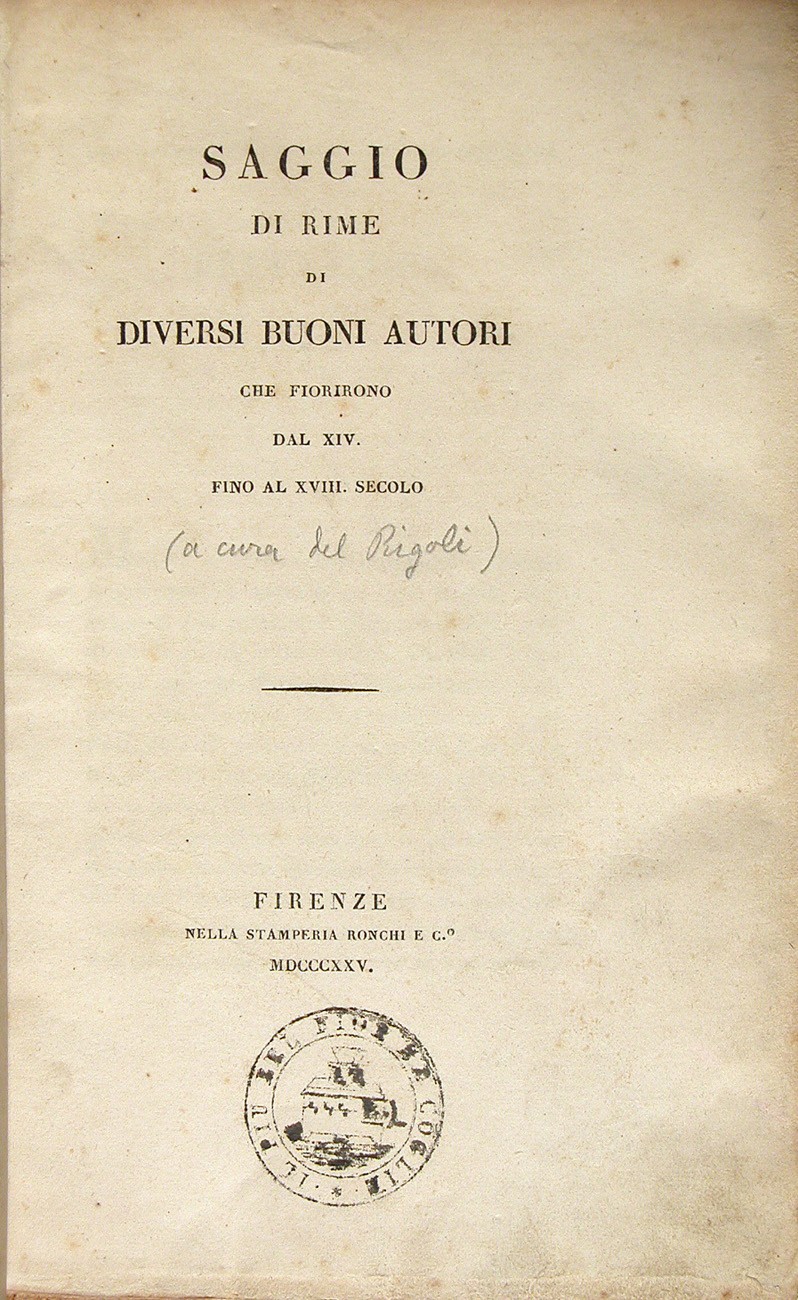 SAGGIO
DI RIME
DI
DIVERSI BUONI AUTORI
CHE FIORIRONO
DAL XIV.
FINO AL XVIII. SECOLO
(a cura del Rigoli)
FIRENZE
NELLA STAMPERIA RONCHI E C.º
MDCCCXXV.
IL PIU BEL FIOR NE COGLIE